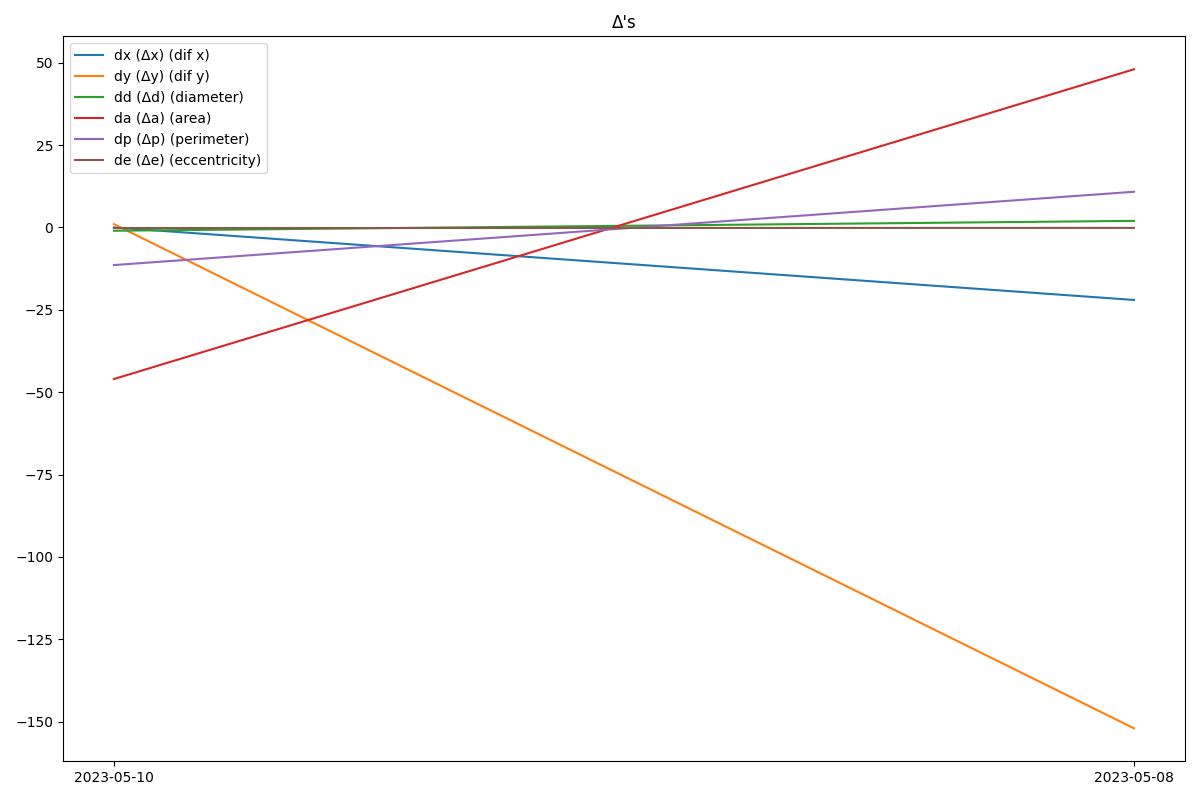 Δ's
dx (Δx) (dif x)
dy (Δy) (dif y)
dd (Δd) (diameter)
da (Δa) (area)
dp (Δp) (perimeter)
de (Δe) (eccentricity)
50
25
0
−25
−50
−75
−100
−125
−150
2023-05-10
2023-05-08